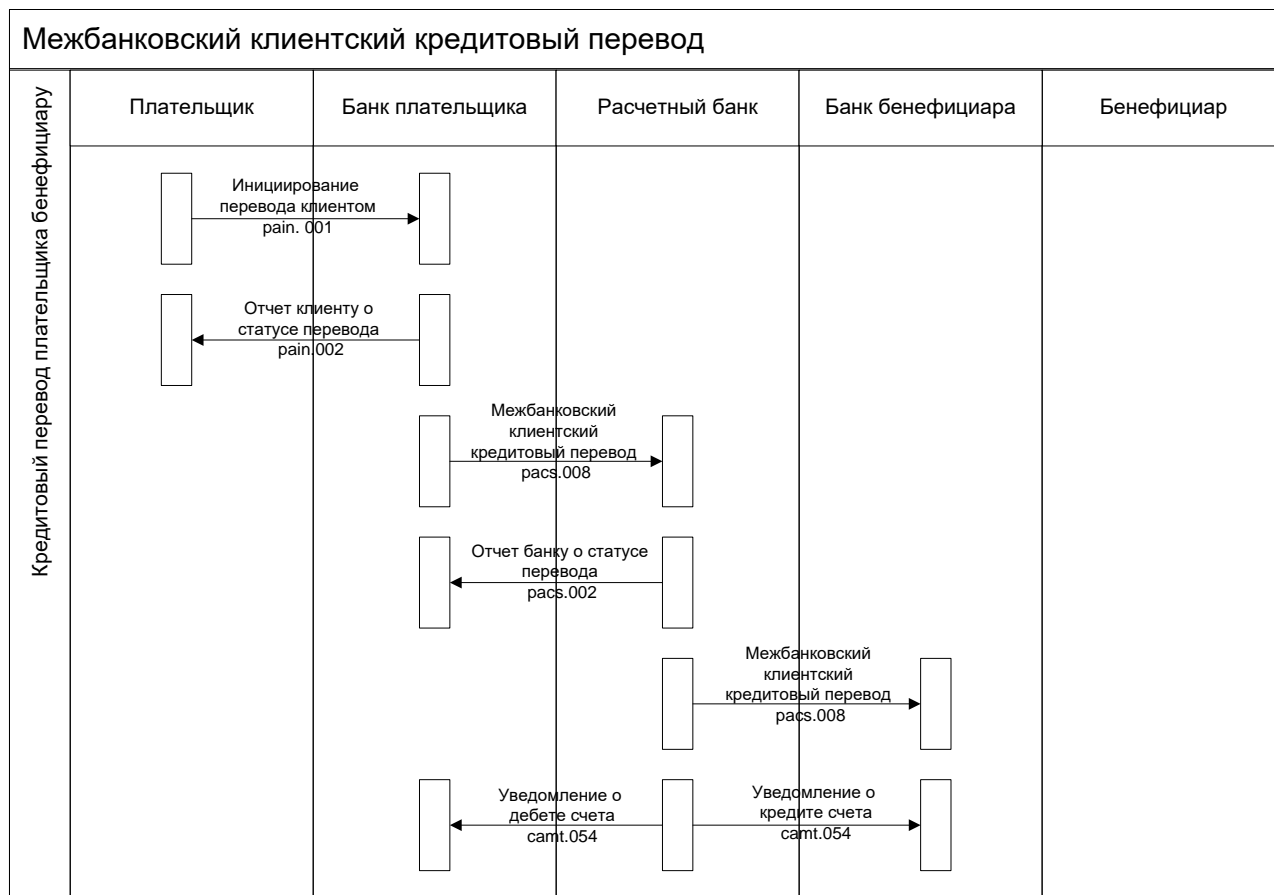 Межбанковский клиентский кредитовый перевод
Кредитовый перевод плательщика бенефициару
Плательщик
Банк плательщика
Расчетный банк
Банк бенефициара
Бенефициар
Инициирование
перевода клиентом
pain. 001
Отчет клиенту о
статусе перевода
pain.002
Межбанковский
клиентский
кредитовый перевод
pacs.008
Отчет банку о статусе
перевода
pacs.002
Межбанковский
клиентский
кредитовый перевод
pacs.008
Уведомление о
дебете счета
camt.054
Уведомление о
кредите счета
camt.054